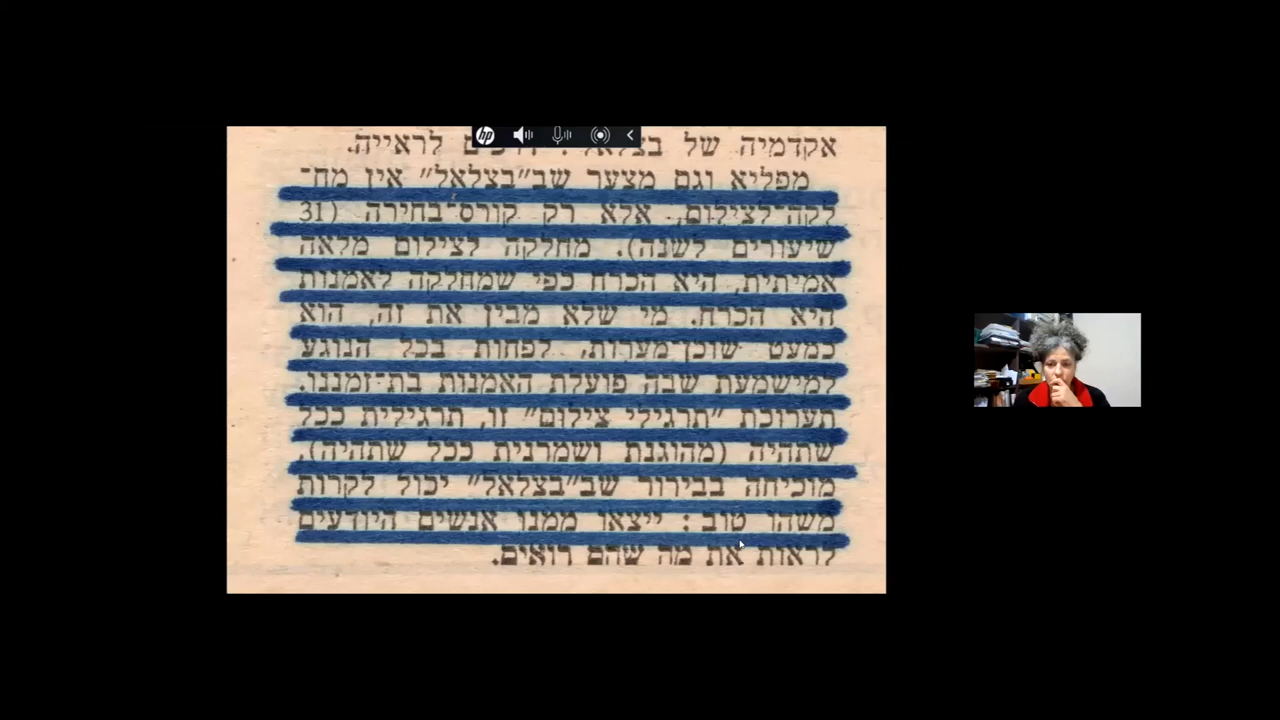 אקדמיה של בצלאל : דרכים לראייה.
מפליא וגם מצער שב"בצלאל" אין מח־
לקה לצילום, אלא רק קורס־בחירה (31
שיעורים לשנה). מחלקה לצילום מלאה
אמיתית, היא הכרח כפי שמחלקה לאמנות
היא הכרח. מי שלא מבין את זה, הוא
כמעט שוכן־מערות, לפחות בכל הנוגע
למישמעת שבה פועלת האמנות בת־זמננו.
תערוכת "תרגילי צילום" זו, תרגילית ככל
שתהיה (מהוגנת ושמרנית ככל שתהיה),
מוכיחה בבירור שב"בצלאל" יכול לקרות
משהו טוב : ייצאו ממנו אנשים היודעים
לראות את מה שהם רואים.
hp